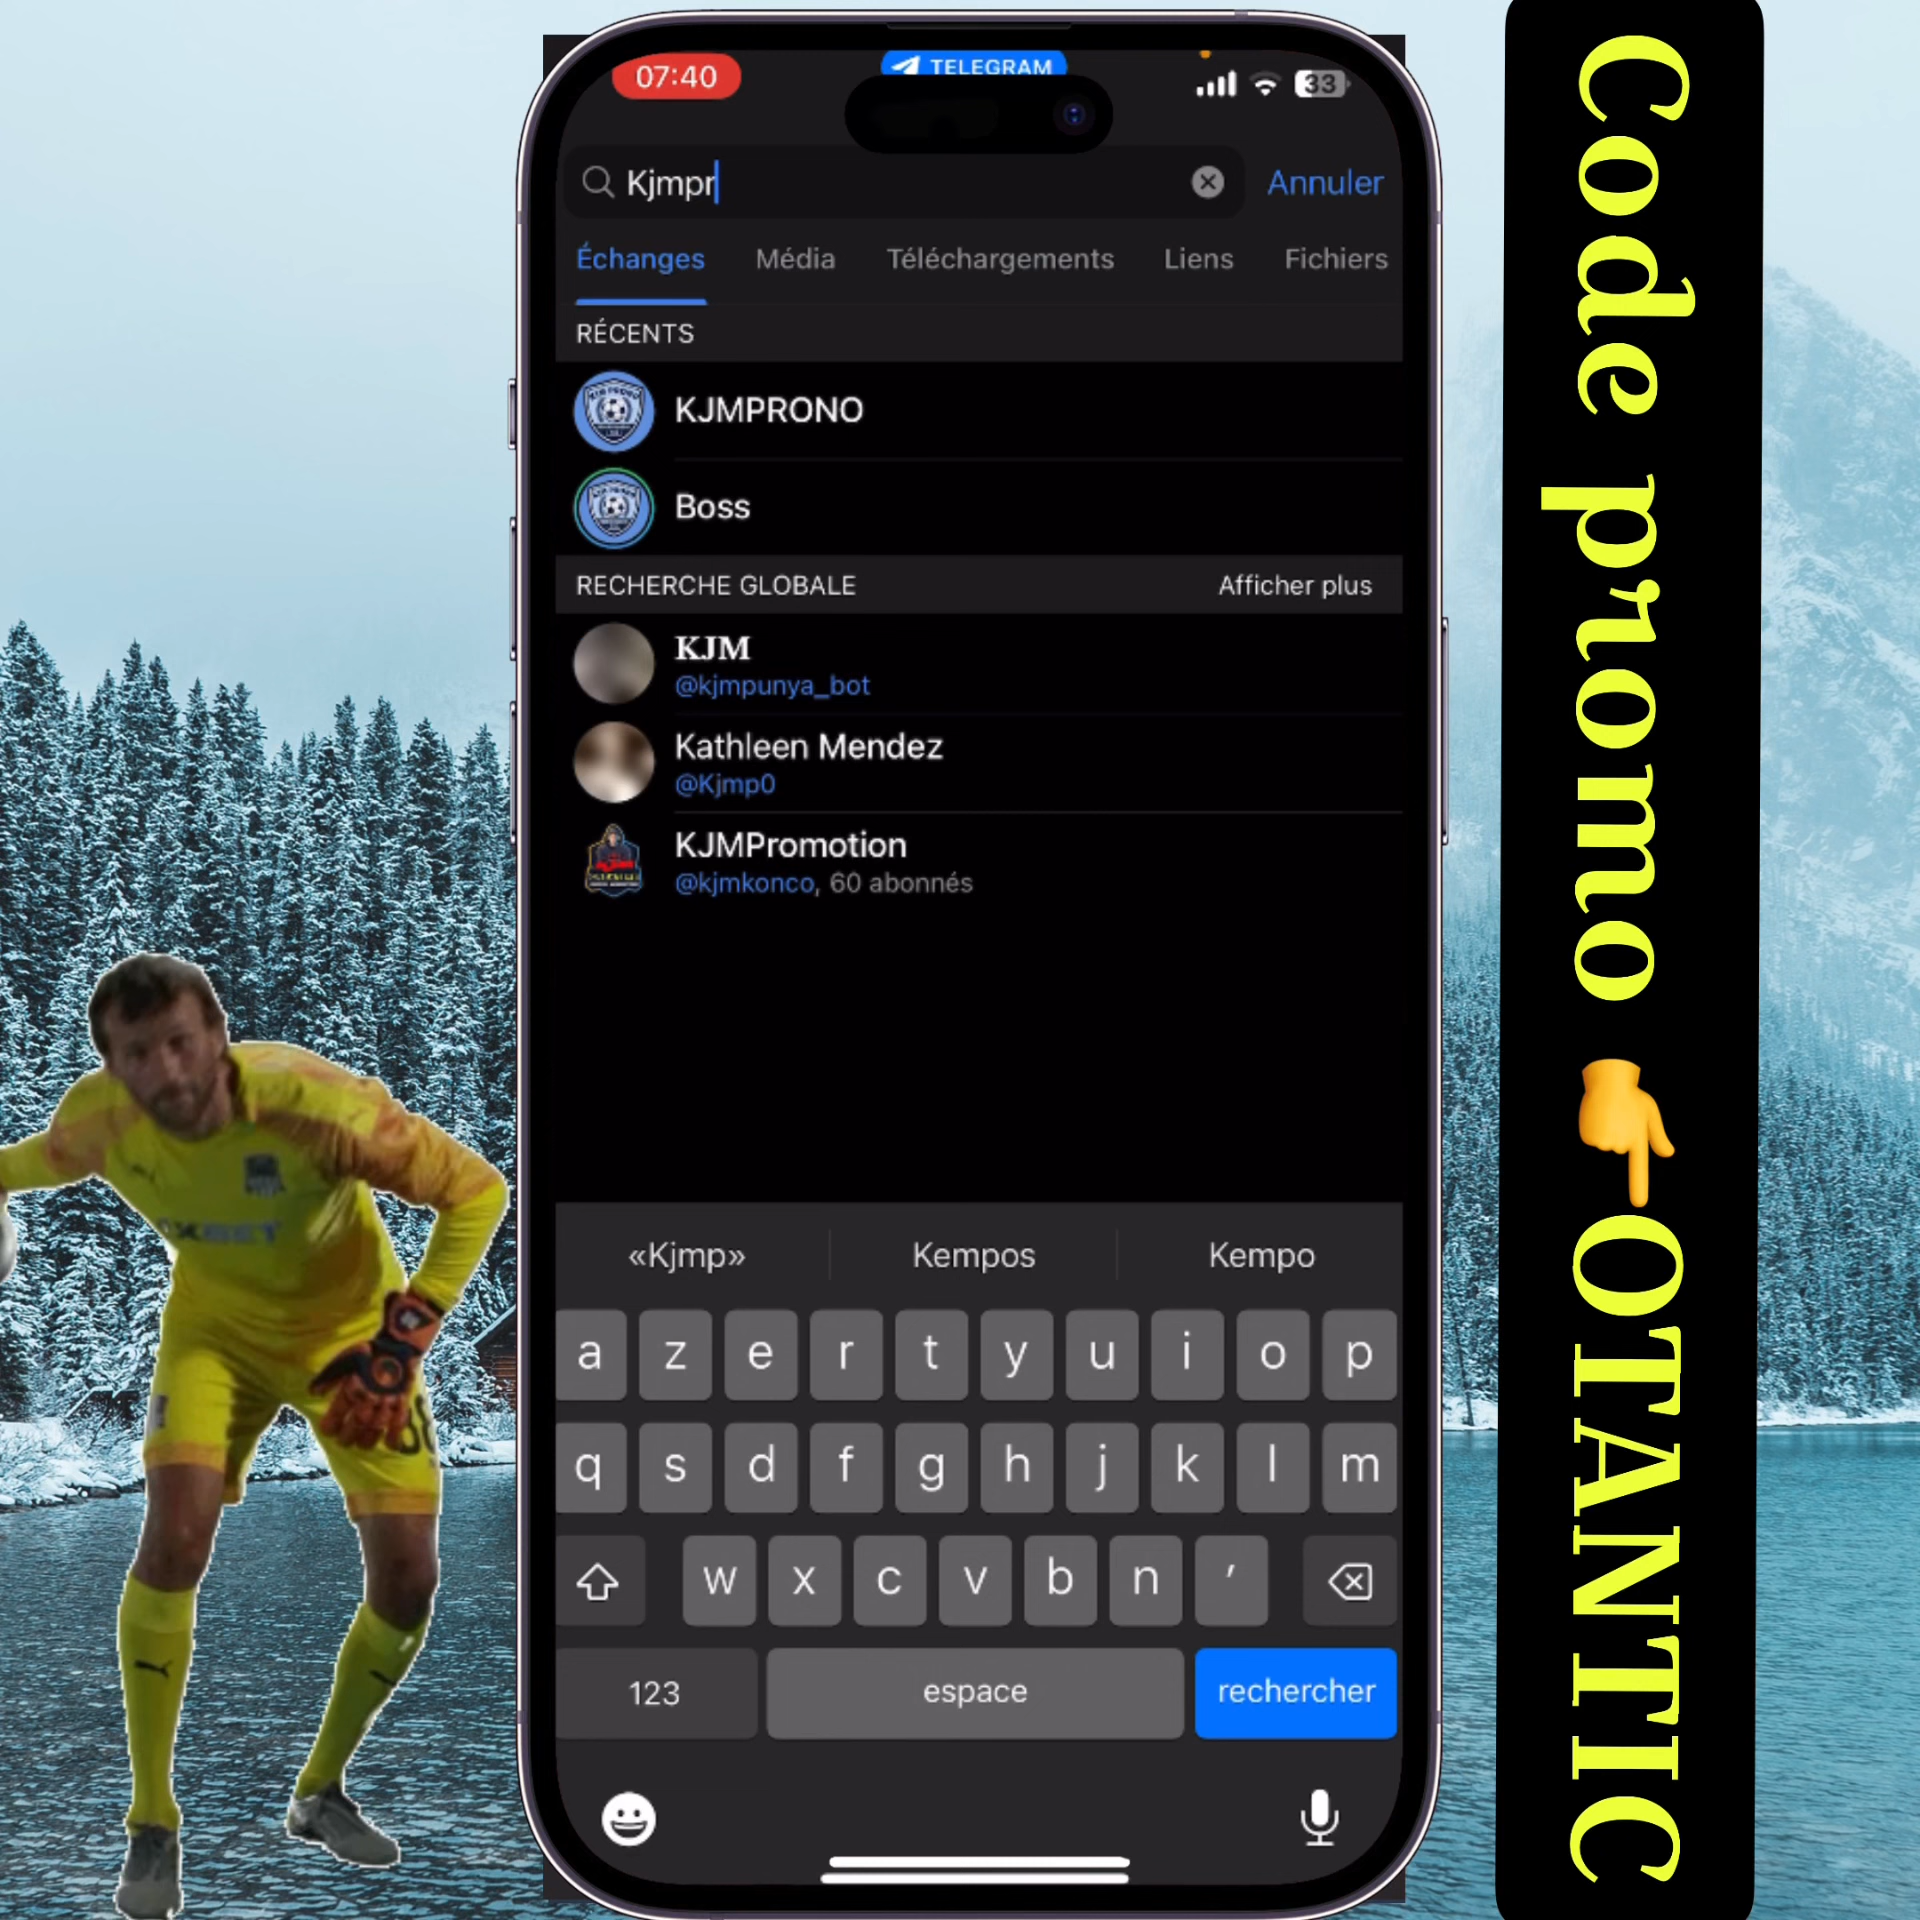 07:40
TELEGRAM
33
Kjmpr
Annuler
Échanges Média Téléchargements Liens Fichiers
RÉCENTS
KJMPRONO
Boss
RECHERCHE GLOBALE Afficher plus
KJM
@kjmpunya_bot
Kathleen Mendez
@Kjmp0
KJMPromotion
@kjmkonco, 60 abonnés
«Kjmp» Kempos Kempo
a z e r t y u i o p
q s d f g h j k l m
w x c v b n ′
123 espace rechercher
Code promo 👇OTANTIC